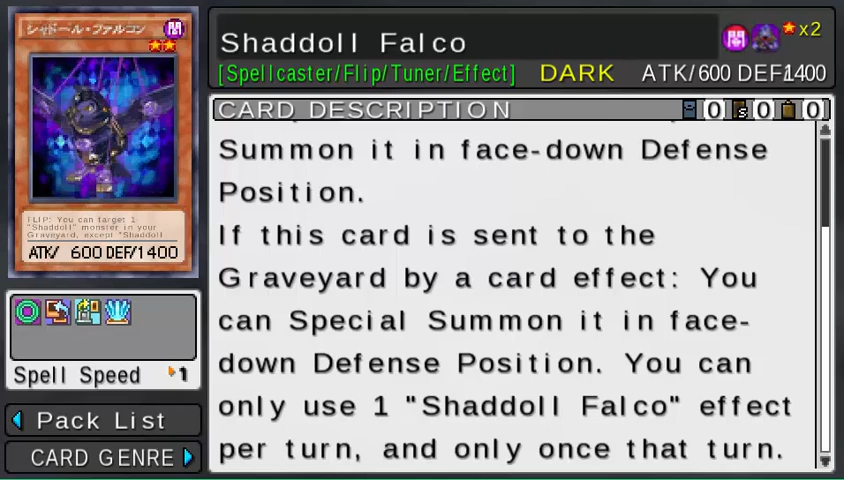 シャドール・ファルコン
FLIP: You can target 1
"Shaddoll" monster in your
Graveyard, except "Shaddoll
ATK/ 600 DEF/1400
Spell Speed 1
Pack List
CARD GENRE
Shaddoll Falco
x2
[Spellcaster/Flip/Tuner/Effect] DARK ATK/600 DEF1400
CARD DESCRIPTION 0 0 0
Summon it in face-down Defense
Position.
If this card is sent to the
Graveyard by a card effect: You
can Special Summon it in face-
down Defense Position. You can
only use 1 "Shaddoll Falco" effect
per turn, and only once that turn.